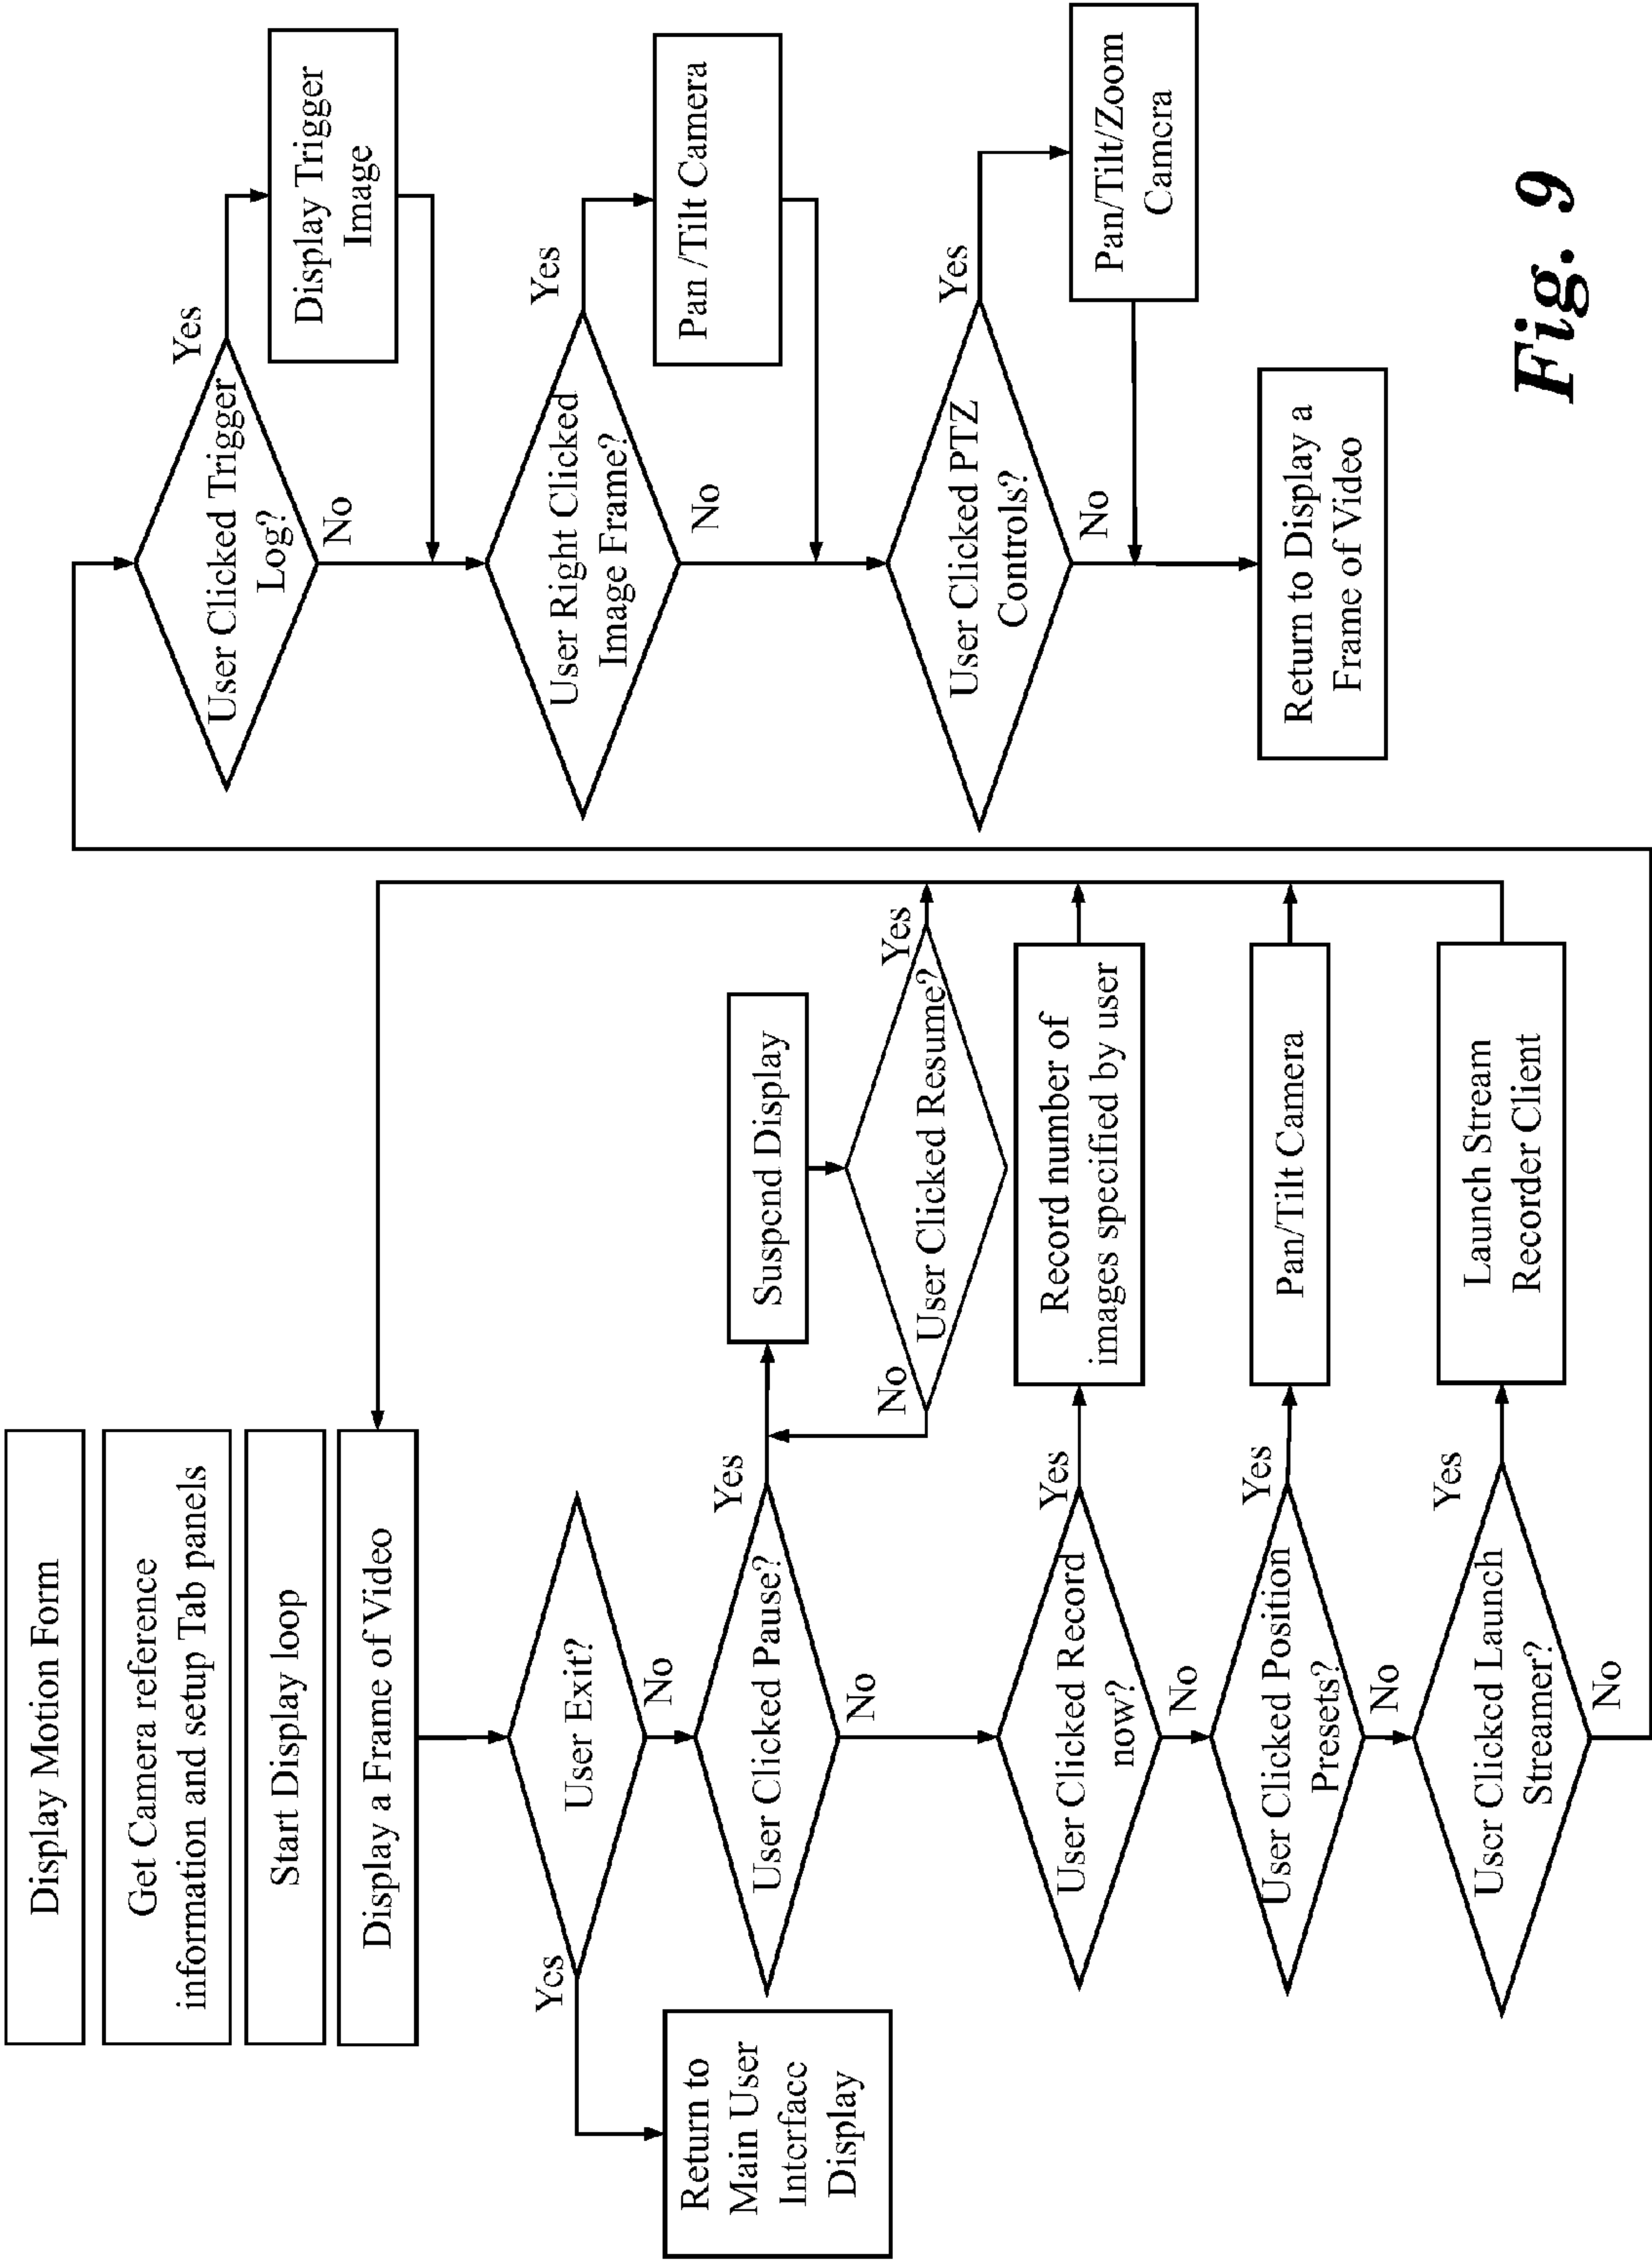 Display Motion Form
Get Camera reference
information and setup Tab panels
Start Display loop
Display a Frame of Video
User Exit?
Yes
No
Return to
Main User
Interface
Display
User Clicked Pause?
Yes
No
Suspend Display
User Clicked Resume?
Yes
No
User Clicked Record
now?
Yes
No
Record number of
images specified by user
User Clicked Position
Presets?
Yes
No
Pan/Tilt Camera
User Clicked Launch
Streamer?
Yes
No
Launch Stream
Recorder Client
User Clicked Trigger
Log?
Yes
No
Display Trigger
Image
User Right Clicked
Image Frame?
Yes
No
Pan /Tilt Camera
User Clicked PTZ
Controls?
Yes
No
Pan/Tilt/Zoom
Camera
Return to Display a
Frame of Video
Fig. 9